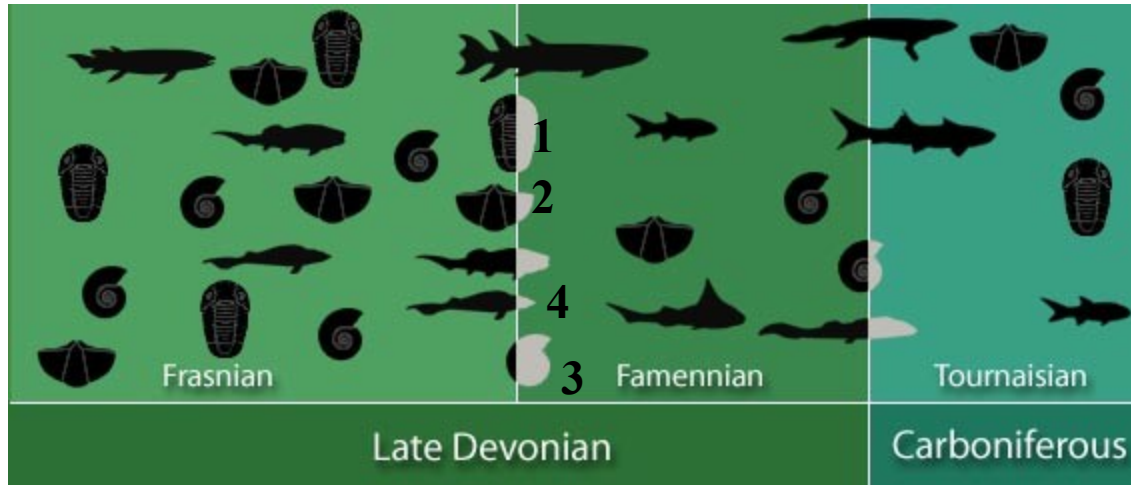 1
2
4
3
Frasnian
Famennian
Tournaisian
Late Devonian
Carboniferous